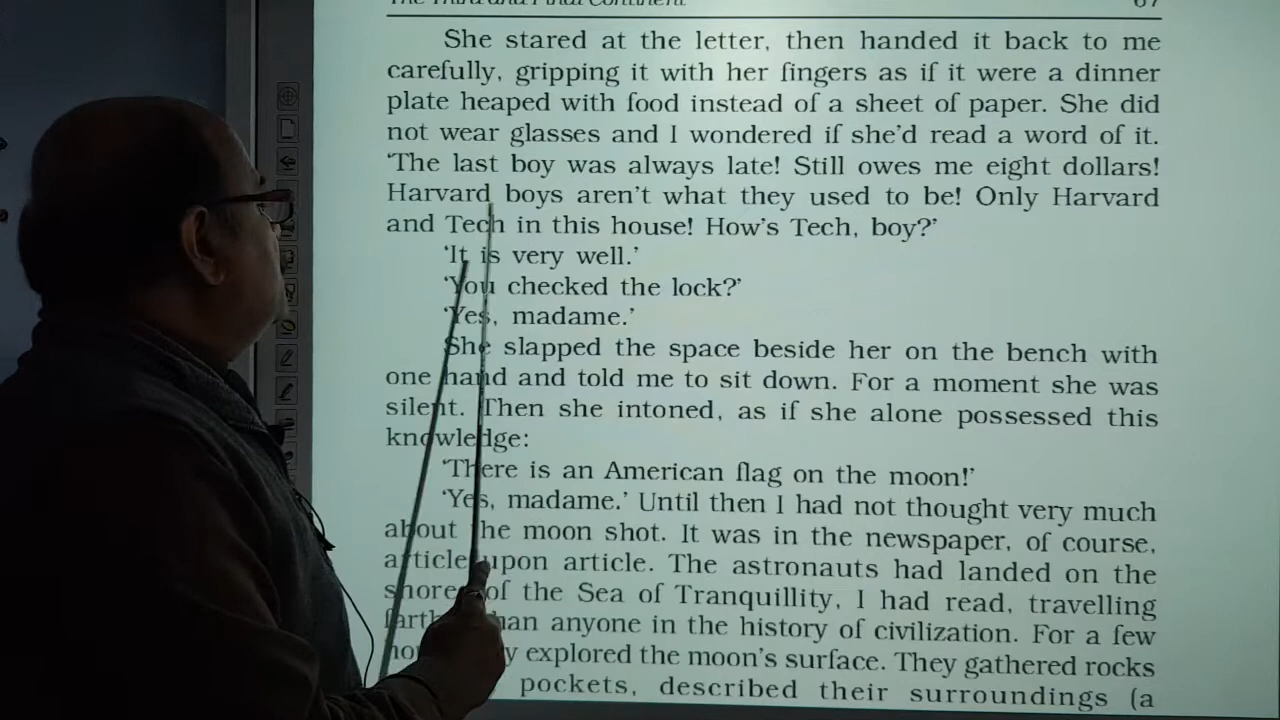 The Third and Final Continent 67
She stared at the letter, then handed it back to me
carefully, gripping it with her fingers as if it were a dinner
plate heaped with food instead of a sheet of paper. She did
not wear glasses and I wondered if she'd read a word of it.
'The last boy was always late! Still owes me eight dollars!
Harvard boys aren't what they used to be! Only Harvard
and Tech in this house! How's Tech, boy?'
'It is very well.'
'You checked the lock?'
'Yes, madame.'
She slapped the space beside her on the bench with
one hand and told me to sit down. For a moment she was
silent. Then she intoned, as if she alone possessed this
knowledge:
'There is an American flag on the moon!'
'Yes, madame.' Until then I had not thought very much
about the moon shot. It was in the newspaper, of course,
article upon article. The astronauts had landed on the
shores of the Sea of Tranquillity, I had read, travelling
farther than anyone in the history of civilization. For a few
explored the moon's surface. They gathered rocks
pockets, described their surroundings (a